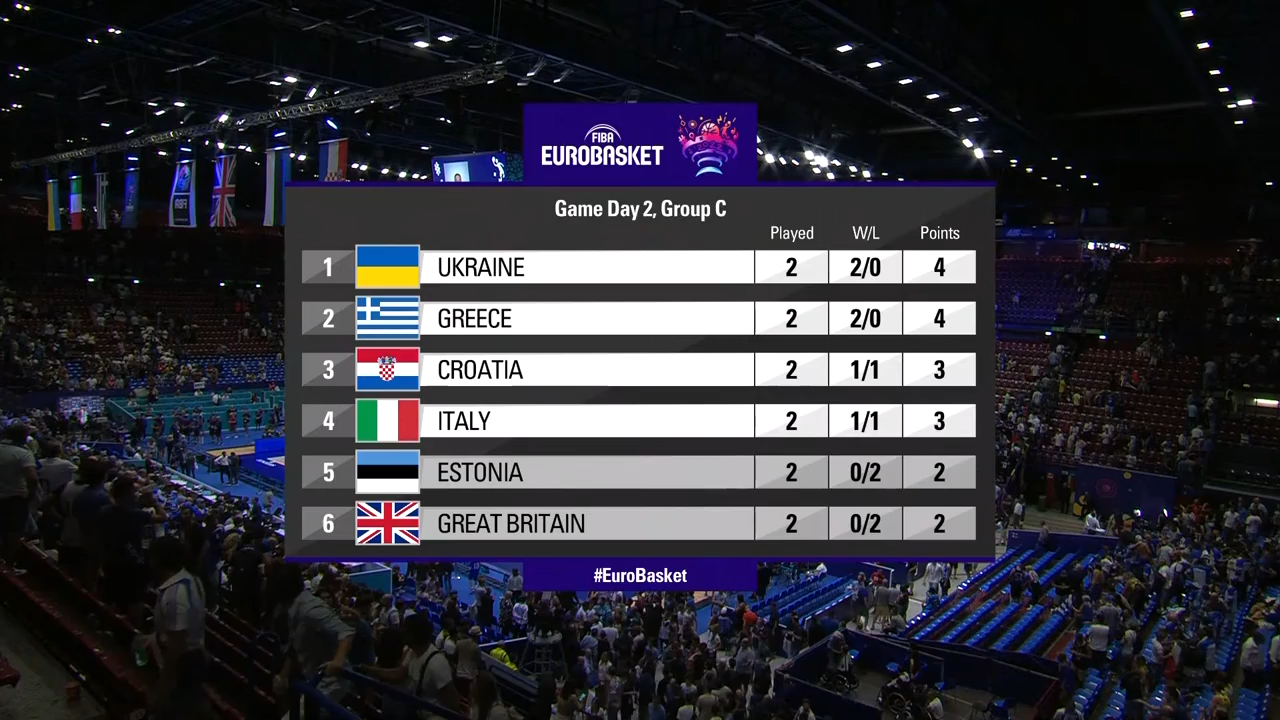 FIBA
EUROBASKET
2022
Game Day 2, Group C
Played W/L Points
1 UKRAINE 2 2/0 4
2 GREECE 2 2/0 4
3 CROATIA 2 1/1 3
4 ITALY 2 1/1 3
5 ESTONIA 2 0/2 2
6 GREAT BRITAIN 2 0/2 2
#EuroBasket